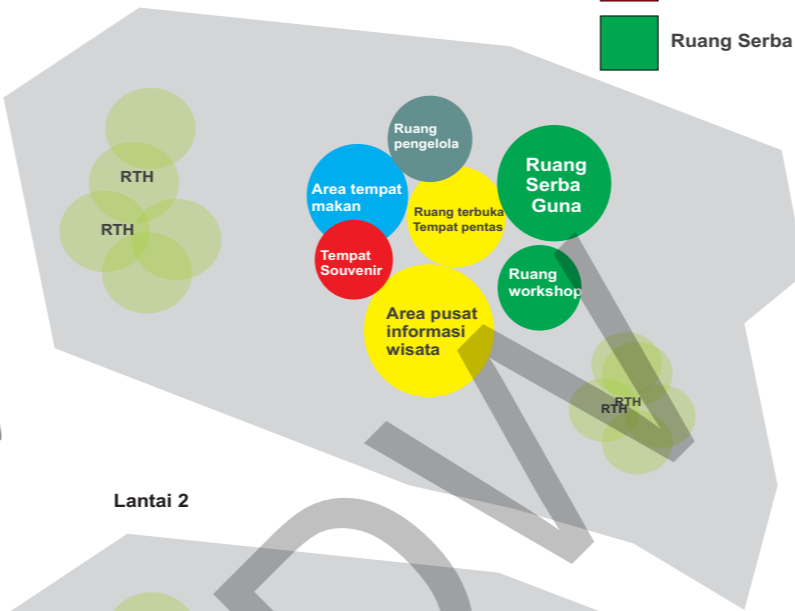 Ruang Serba
Ruang
pengelola
Ruang
Serba
Guna
RTH
Area tempat
makan
Ruang terbuka
Tempat pentas
RTH
Tempat
Souvenir
Ruang
workshop
Area pusat
informasi
wisata
RTH
RTH
Lantai 2